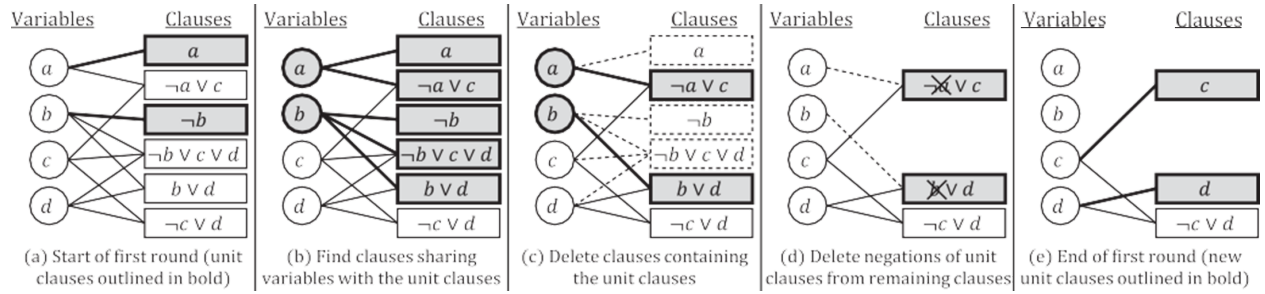 Variables Clauses
a
a
¬a ∨ c
b
¬b
c
¬b ∨ c ∨ d
b ∨ d
d
¬c ∨ d
(a) Start of first round (unit
clauses outlined in bold)
Variables Clauses
a
a
¬a ∨ c
b
¬b
c
¬b ∨ c ∨ d
b ∨ d
d
¬c ∨ d
(b) Find clauses sharing
variables with the unit clauses
Variables Clauses
a
a
¬a ∨ c
b
¬b
c
¬b ∨ c ∨ d
b ∨ d
d
¬c ∨ d
(c) Delete clauses containing
the unit clauses
Variables Clauses
a
¬a ∨ c
b
c
b ∨ d
d
¬c ∨ d
(d) Delete negations of unit
clauses from remaining clauses
Variables Clauses
a
c
b
c
d
d
¬c ∨ d
(e) End of first round (new
unit clauses outlined in bold)